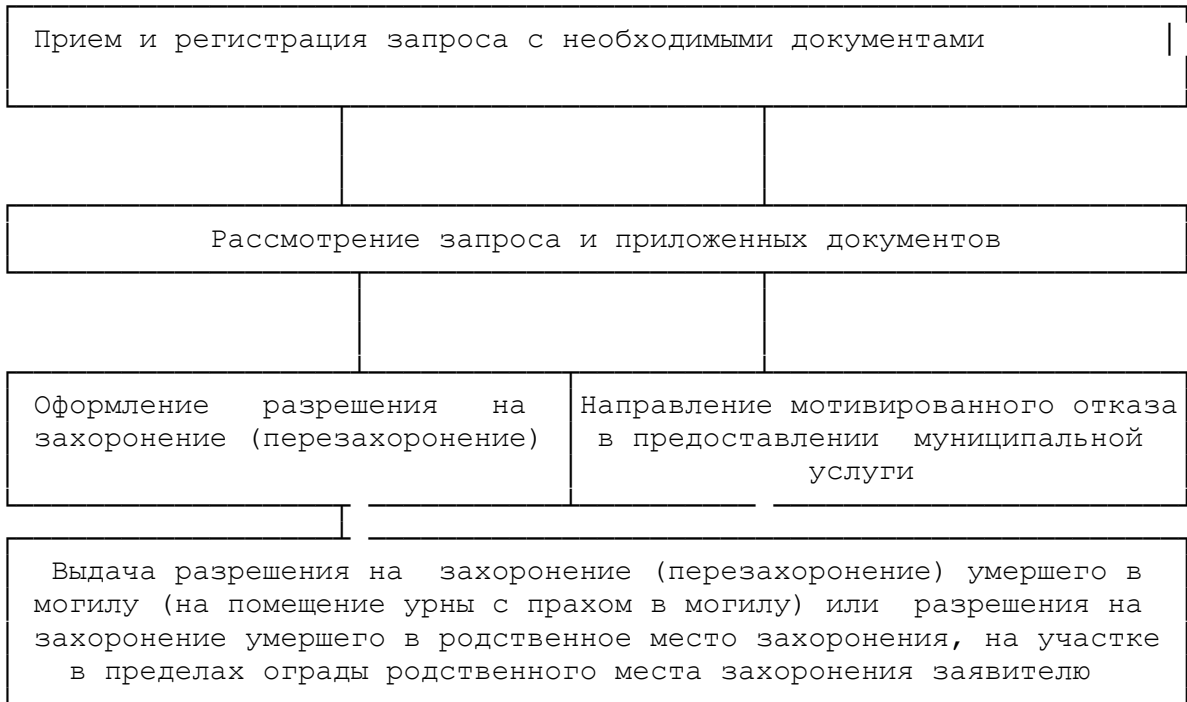 Прием и регистрация запроса с необходимыми документами
Рассмотрение запроса и приложенных документов
Оформление разрешения на
захоронение (перезахоронение)
Направление мотивированного отказа
в предоставлении муниципальной
услуги
Выдача разрешения на захоронение (перезахоронение) умершего в
могилу (на помещение урны с прахом в могилу) или разрешения на
захоронение умершего в родственное место захоронения, на участке
в пределах ограды родственного места захоронения заявителю